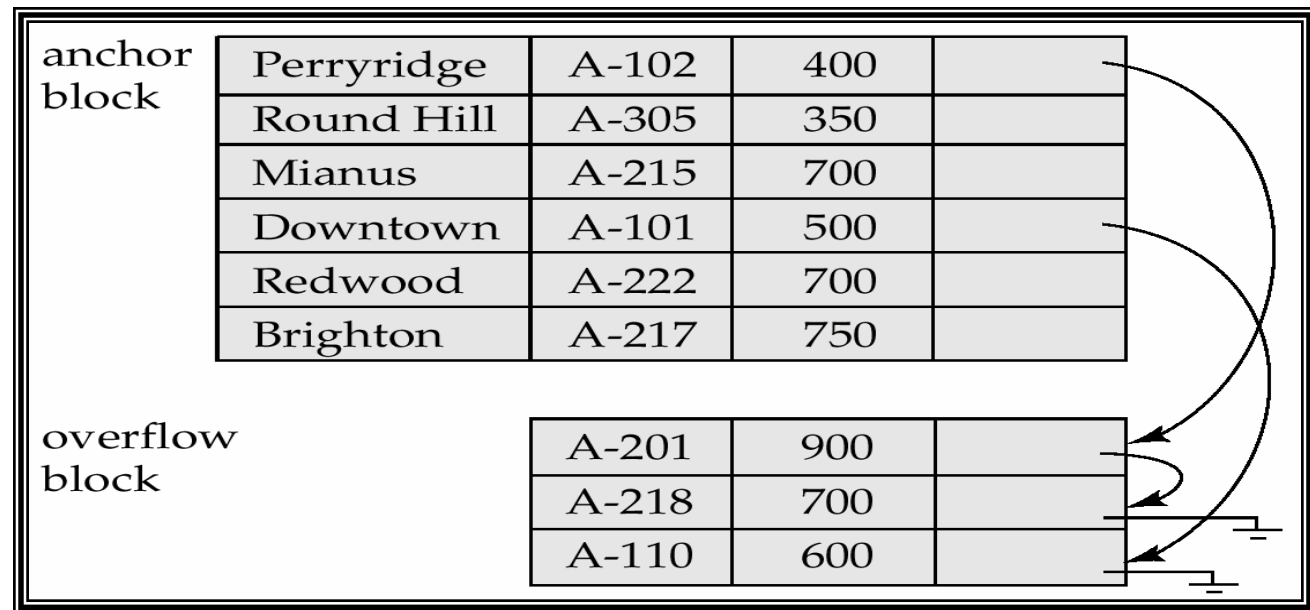 anchor block
Perryridge A-102 400
Round Hill A-305 350
Mianus A-215 700
Downtown A-101 500
Redwood A-222 700
Brighton A-217 750
overflow block
A-201 900
A-218 700
A-110 600